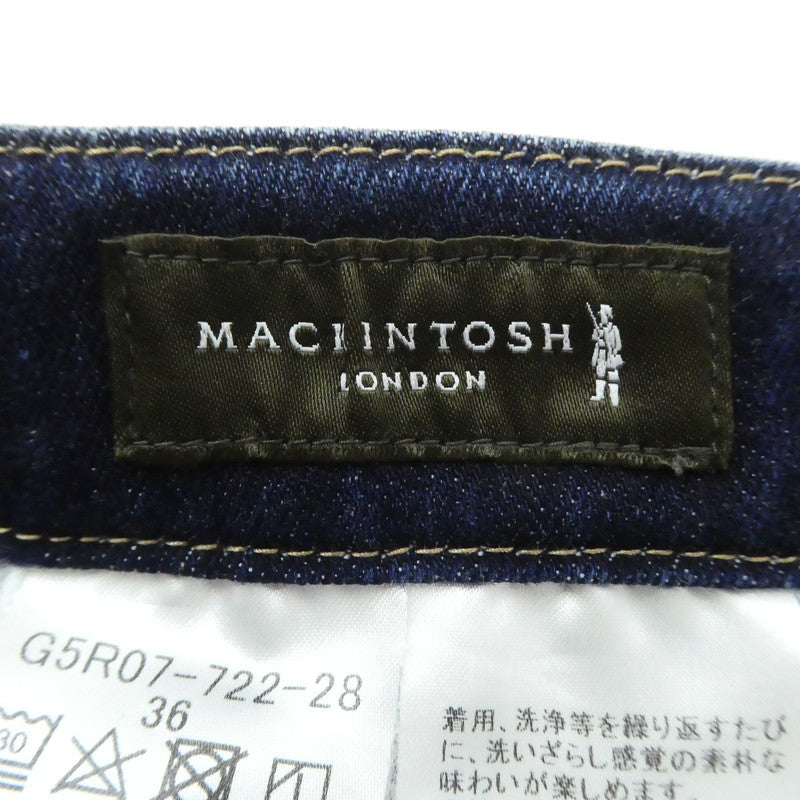 MACKINTOSH
LONDON
G5R07-722-28
36
30
着用、洗浄等を繰り返すたび
に、洗いざらし感覚の素朴な
味わいが楽しめます。